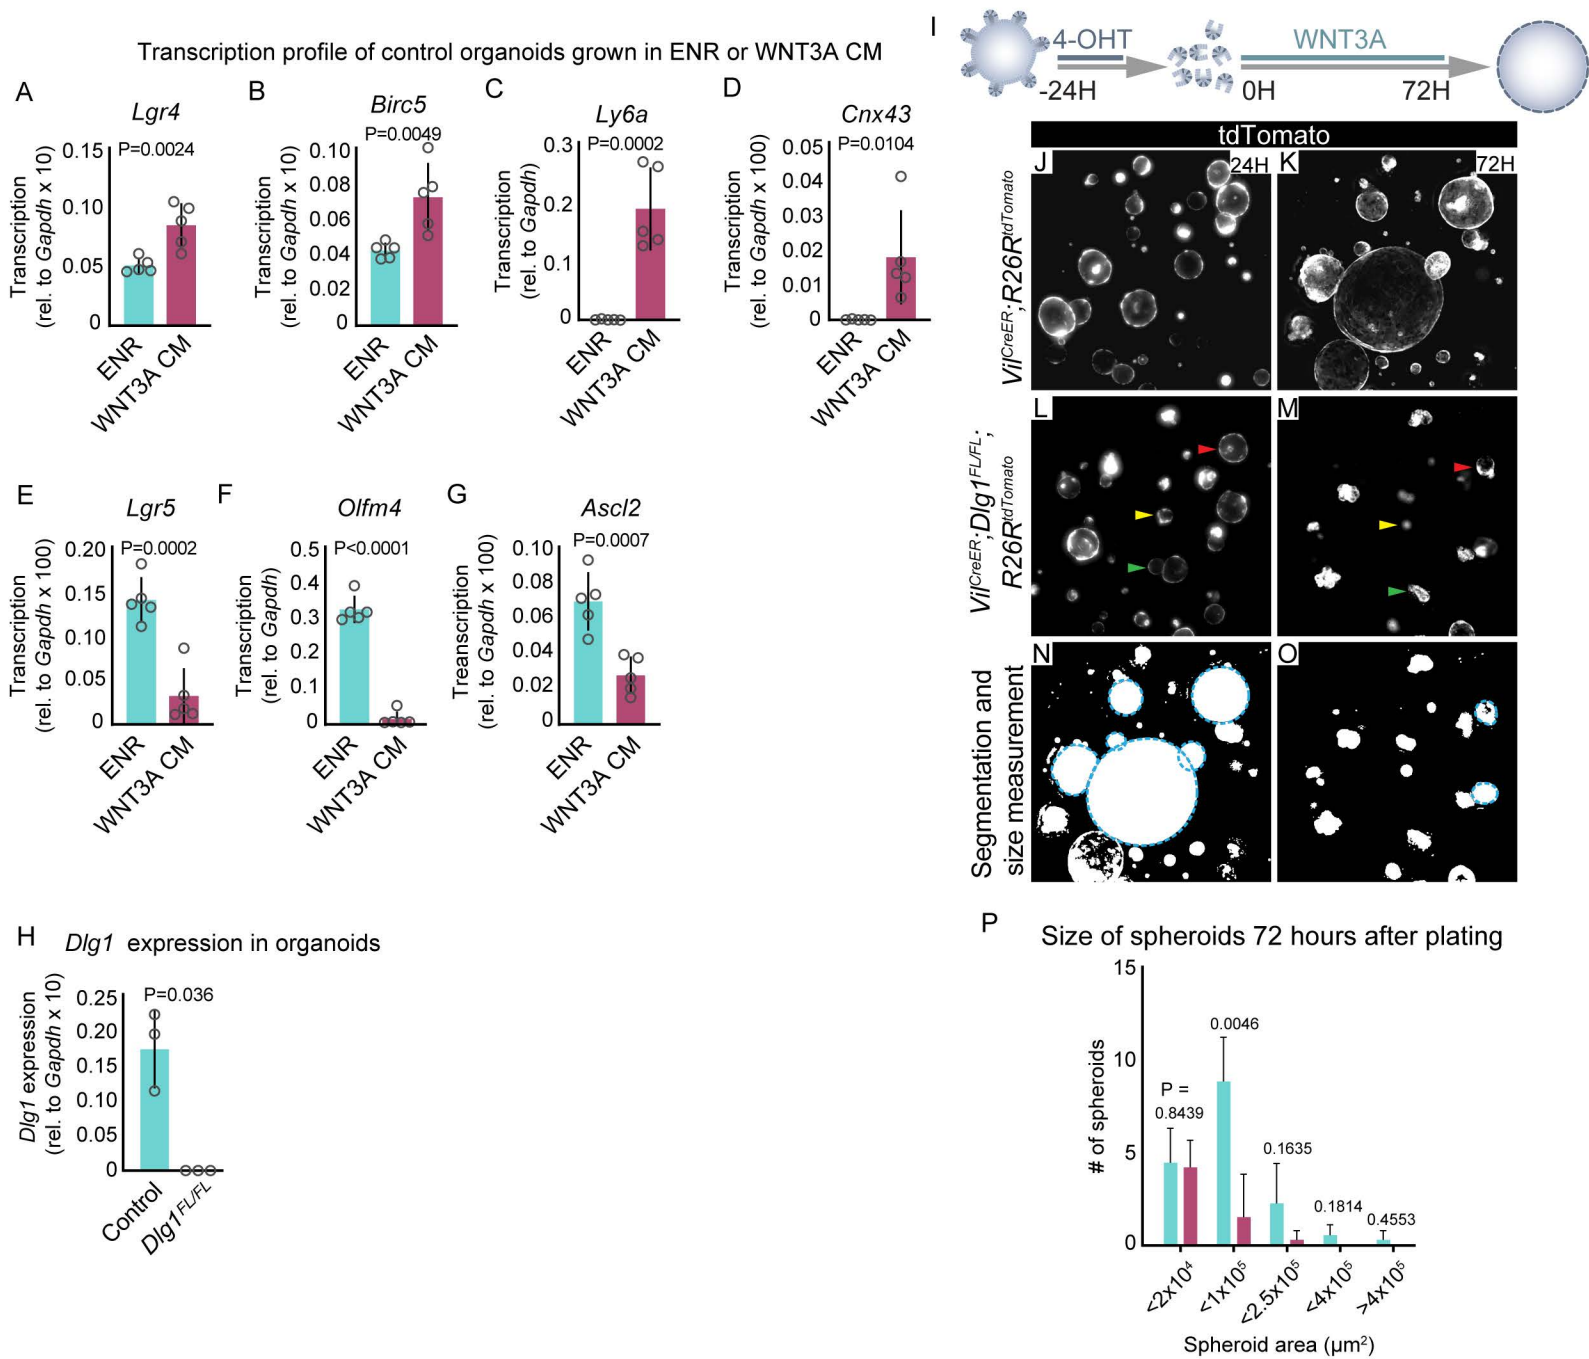 Transcription profile of control organoids grown in ENR or WNT3A CM
A
Lgr4
P=0.0024
Transcription
(rel. to Gapdh x 10)
0.15
0.10
0.05
0
ENR
WNT3A CM
B
Birc5
P=0.0049
Transcription
(rel. to Gapdh x 10)
0.10
0.08
0.06
0.04
0.02
0
ENR
WNT3A CM
C
Ly6a
P=0.0002
Transcription
(rel. to Gapdh)
0.3
0.2
0.1
0
ENR
WNT3A CM
D
Cnx43
P=0.0104
Transcription
(rel. to Gapdh x 100)
0.05
0.04
0.03
0.02
0.01
0
ENR
WNT3A CM
E
Lgr5
P=0.0002
Transcription
(rel. to Gapdh x 100)
0.20
0.15
0.10
0.05
0
ENR
WNT3A CM
F
Olfm4
P<0.0001
Transcription
(rel. to Gapdh)
0.5
0.4
0.3
0.2
0.1
0
ENR
WNT3A CM
G
Ascl2
P=0.0007
Treanscription
(rel. to Gapdh x 100)
0.10
0.08
0.06
0.04
0.02
0
ENR
WNT3A CM
H
Dlg1 expression in organoids
P=0.036
Dlg1 expression
(rel. to Gapdh x 10)
0.25
0.20
0.15
0.10
0.05
0
Control
Dlg1FL/FL
I
4-OHT
WNT3A
-24H
0H
72H
tdTomato
J
24H
K
72H
VilCreER;R26RtdTomato
L
M
VilCreER;Dlg1FL/FL;
R26RtdTomato
N
O
Segmentation and
size measurement
P
Size of spheroids 72 hours after plating
# of spheroids
15
10
5
0
P =
0.8439
0.0046
0.1635
0.1814
0.4553
<2x10⁴
<1x10⁵
<2.5x10⁵
<4x10⁵
>4x10⁵
Spheroid area (µm²)